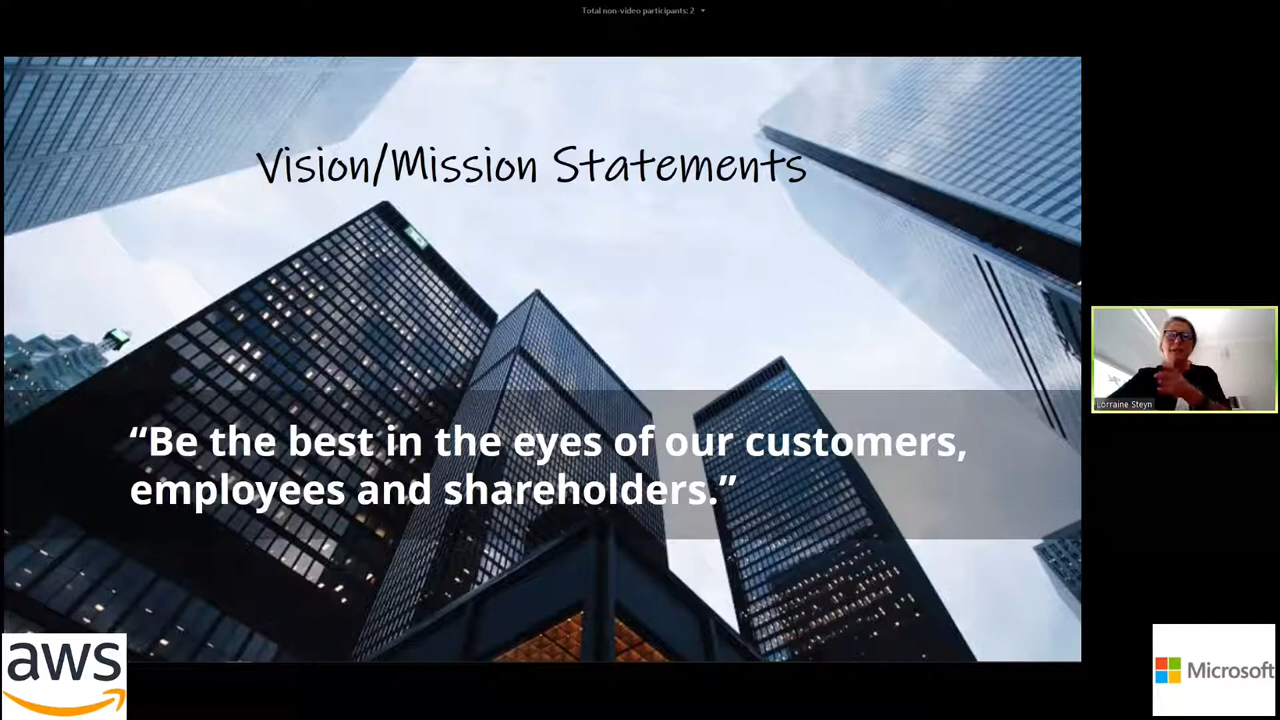 Total non-video participants: 2
Vision/Mission Statements
“Be the best in the eyes of our customers,
employees and shareholders.”
Lorraine Steyn
aws
Microsoft